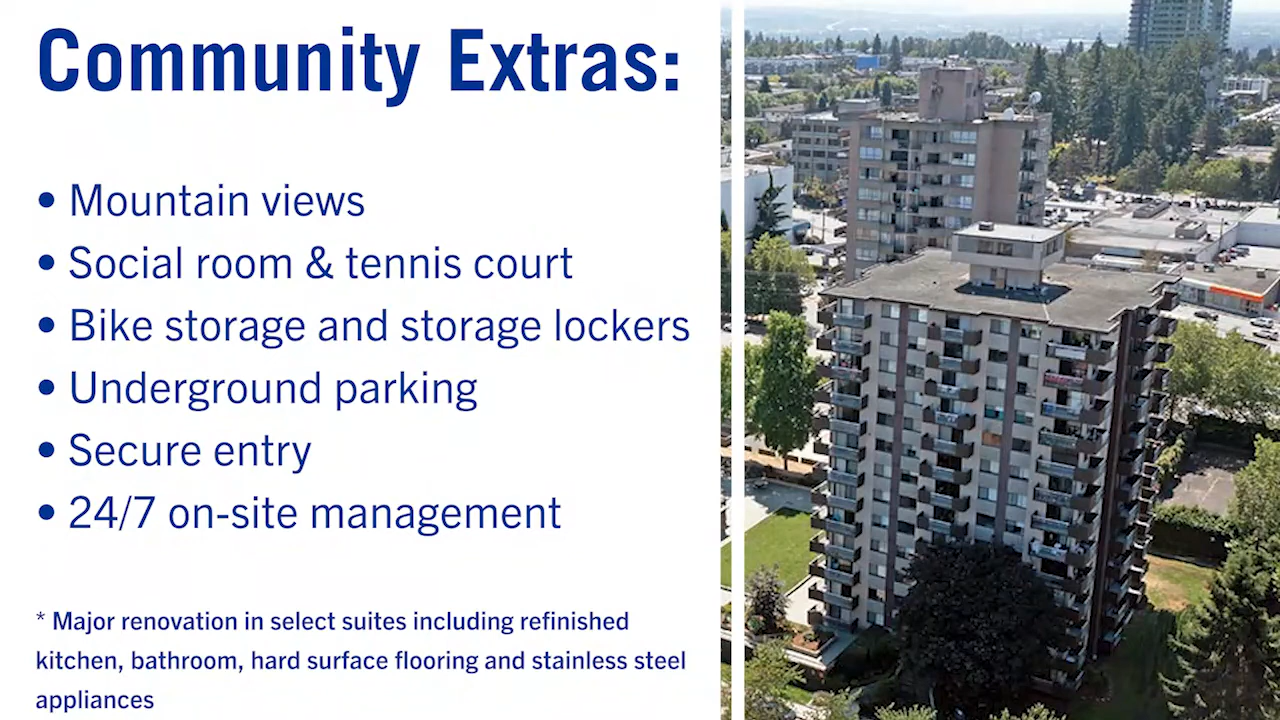 Community Extras:
• Mountain views
• Social room & tennis court
• Bike storage and storage lockers
• Underground parking
• Secure entry
• 24/7 on-site management
* Major renovation in select suites including refinished
kitchen, bathroom, hard surface flooring and stainless steel
appliances